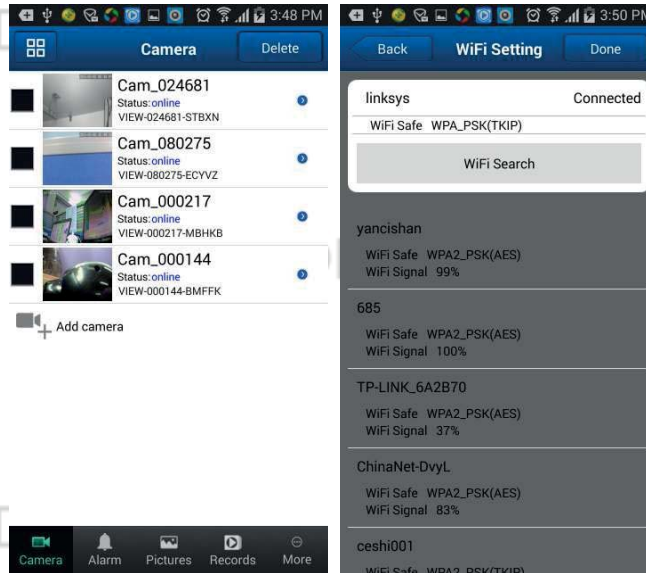 3:48 PM
Camera
Delete
Cam_024681
Status:online
VIEW-024681-STBXN
Cam_080275
Status:online
VIEW-080275-ECYVZ
Cam_000217
Status:online
VIEW-000217-MBHKB
Cam_000144
Status:online
VIEW-000144-BMFFK
Add camera
Camera
Alarm
Pictures
Records
More
3:50 PM
Back
WiFi Setting
Done
linksys
Connected
WiFi Safe WPA_PSK(TKIP)
WiFi Search
yancishan
WiFi Safe WPA2_PSK(AES)
WiFi Signal 99%
685
WiFi Safe WPA2_PSK(AES)
WiFi Signal 100%
TP-LINK_6A2B70
WiFi Safe WPA2_PSK(AES)
WiFi Signal 37%
ChinaNet-DvyL
WiFi Safe WPA2_PSK(AES)
WiFi Signal 83%
ceshi001
WiFi Safe WPA2_PSK(TKIP)